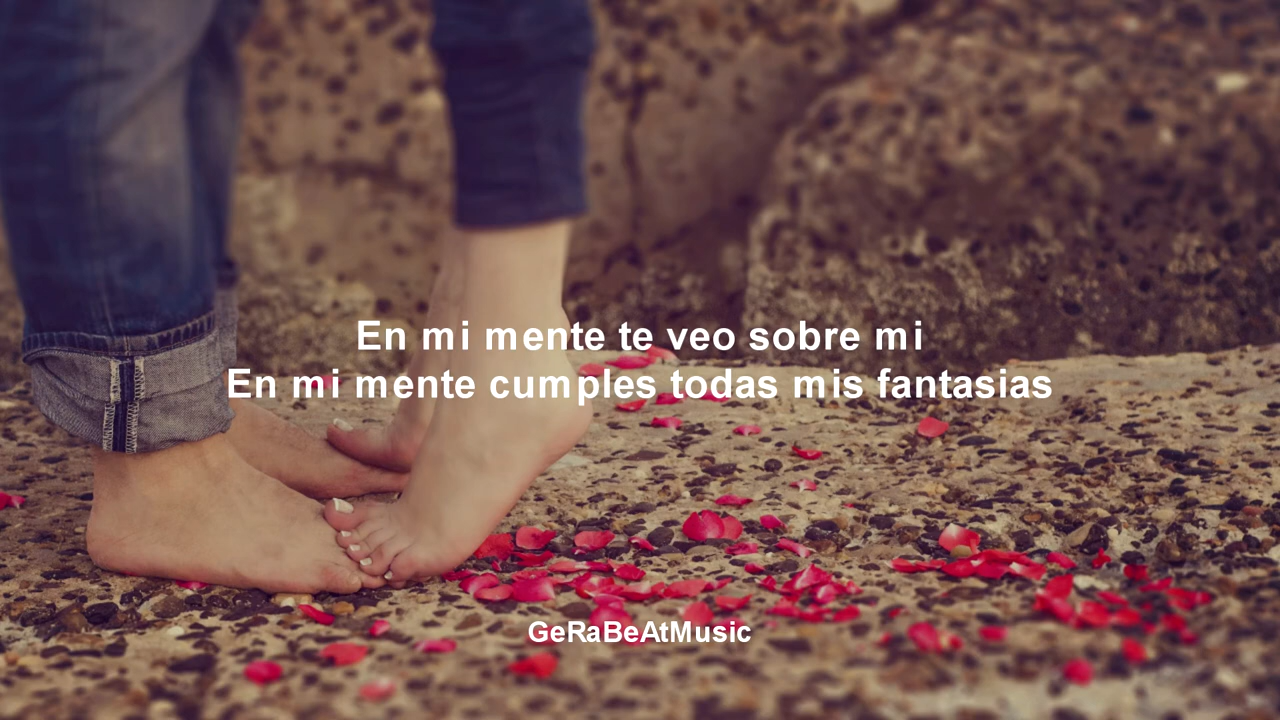 En mi mente te veo sobre mi
En mi mente cumples todas mis fantasias
GeRaBeAtMusic